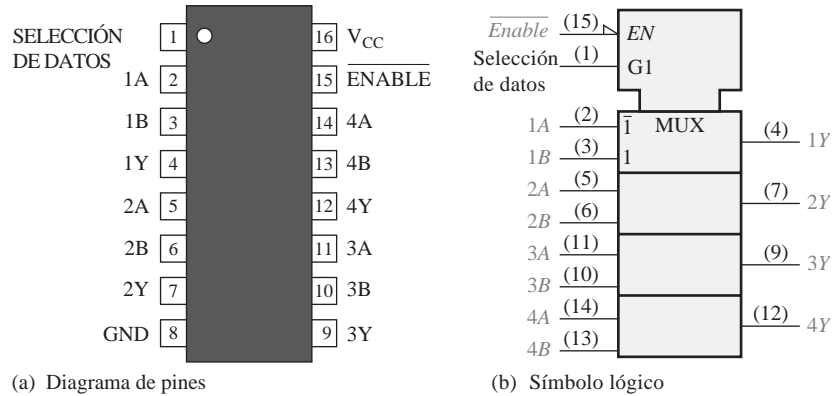 SELECCIÓN
DE DATOS
1A
1B
1Y
2A
2B
2Y
GND
1
2
3
4
5
6
7
8
16
15
14
13
12
11
10
9
V_CC
E̅N̅A̅B̅L̅E̅
4A
4B
4Y
3A
3B
3Y
(a) Diagrama de pines
E̅n̅a̅b̅l̅e̅ (15) EN
Selección (1) G1
de datos
1A (2) 1̅ MUX (4) 1Y
1B (3) 1
2A (5) (7) 2Y
2B (6)
3A (11) (9) 3Y
3B (10)
4A (14) (12) 4Y
4B (13)
(b) Símbolo lógico